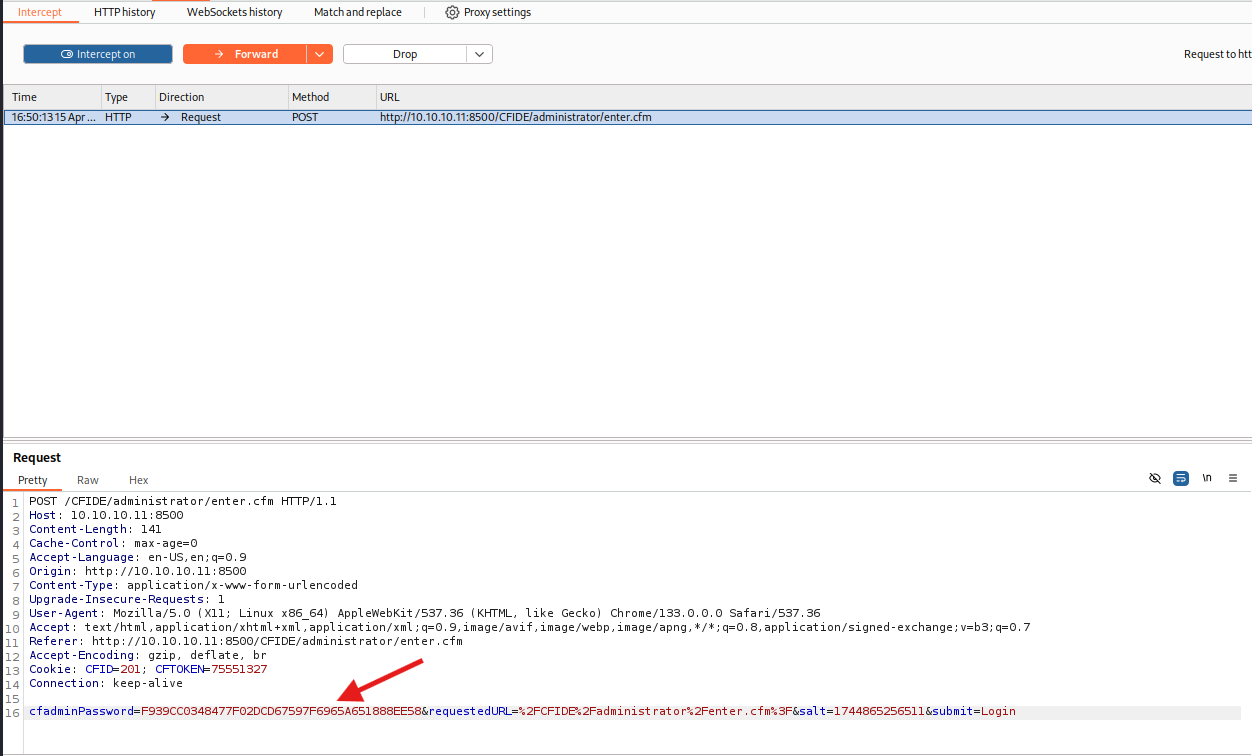 Intercept HTTP history WebSockets history Match and replace Proxy settings
Intercept on Forward Drop Request to htt
Time Type Direction Method URL
16:50:13 15 Apr ... HTTP Request POST http://10.10.10.11:8500/CFIDE/administrator/enter.cfm
Request
Pretty Raw Hex
\n
1 POST /CFIDE/administrator/enter.cfm HTTP/1.1
2 Host: 10.10.10.11:8500
3 Content-Length: 141
4 Cache-Control: max-age=0
5 Accept-Language: en-US,en;q=0.9
6 Origin: http://10.10.10.11:8500
7 Content-Type: application/x-www-form-urlencoded
8 Upgrade-Insecure-Requests: 1
9 User-Agent: Mozilla/5.0 (X11; Linux x86_64) AppleWebKit/537.36 (KHTML, like Gecko) Chrome/133.0.0.0 Safari/537.36
10 Accept: text/html,application/xhtml+xml,application/xml;q=0.9,image/avif,image/webp,image/apng,*/*;q=0.8,application/signed-exchange;v=b3;q=0.7
11 Referer: http://10.10.10.11:8500/CFIDE/administrator/enter.cfm
12 Accept-Encoding: gzip, deflate, br
13 Cookie: CFID=201; CFTOKEN=75551327
14 Connection: keep-alive
15
16 cfadminPassword=F939CC0348477F02DCD67597F6965A651888EE58&requestedURL=%2FCFIDE%2Fadministrator%2Fenter.cfm%3F&salt=1744865256511&submit=Login